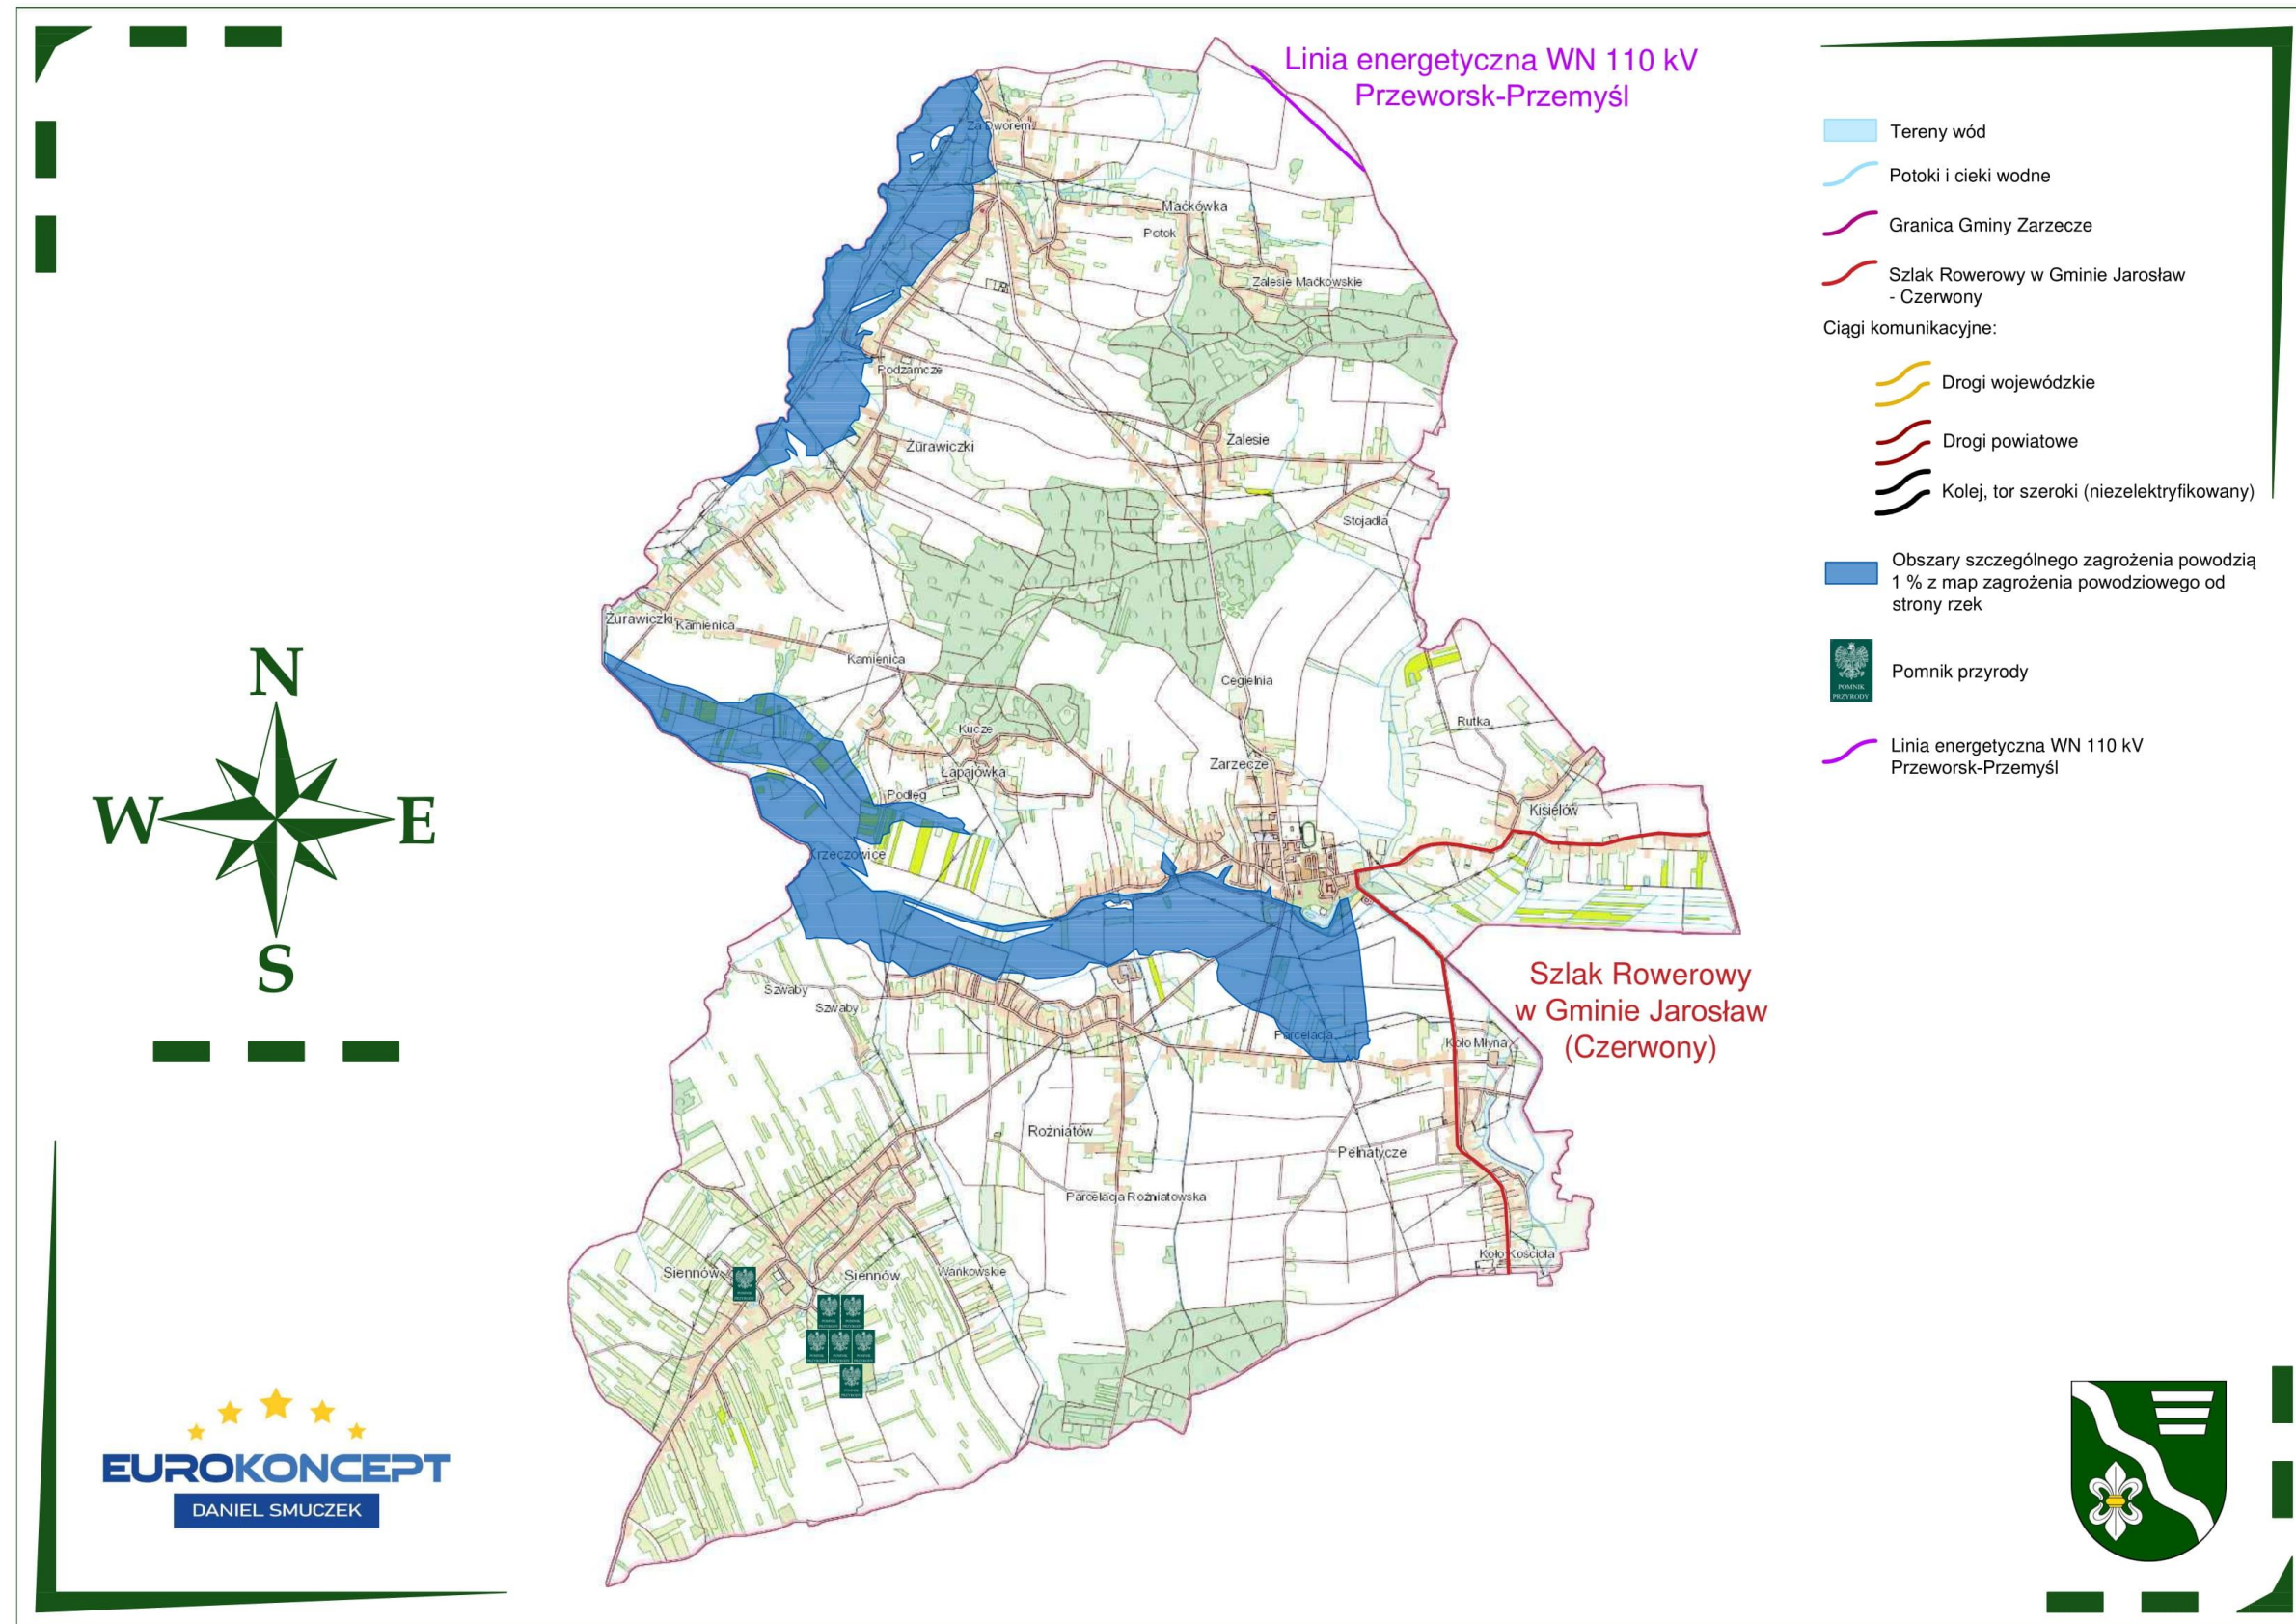 Linia energetyczna WN 110 kV
Przeworsk-Przemyśl
Za Dworem
Maćkówka
Potok
Zalesie Maćkowskie
Podzamcze
Żurawiczki
Zalesie
Stojadła
Żurawiczki
Kamienica
Kamienica
Cegielnia
Kucze
Rutka
Zarzecze
Łapajówka
Podłęg
Kisielów
Krzeczowice
Szwaby
Szwaby
Parcelacja
Koło Młyna
Szlak Rowerowy
w Gminie Jarosław
(Czerwony)
Rożniatów
Pełnatycze
Parcelacja Rożniatowska
Siennów
Siennów
Wańkowskie
Koło Kościoła
Tereny wód
Potoki i cieki wodne
Granica Gminy Zarzecze
Szlak Rowerowy w Gminie Jarosław
- Czerwony
Ciągi komunikacyjne:
Drogi wojewódzkie
Drogi powiatowe
Kolej, tor szeroki (niezelektryfikowany)
Obszary szczególnego zagrożenia powodzią
1 % z map zagrożenia powodziowego od
strony rzek
POMNIK
PRZYRODY
Pomnik przyrody
Linia energetyczna WN 110 kV
Przeworsk-Przemyśl
N
W
E
S
EUROKONCEPT
DANIEL SMUCZEK